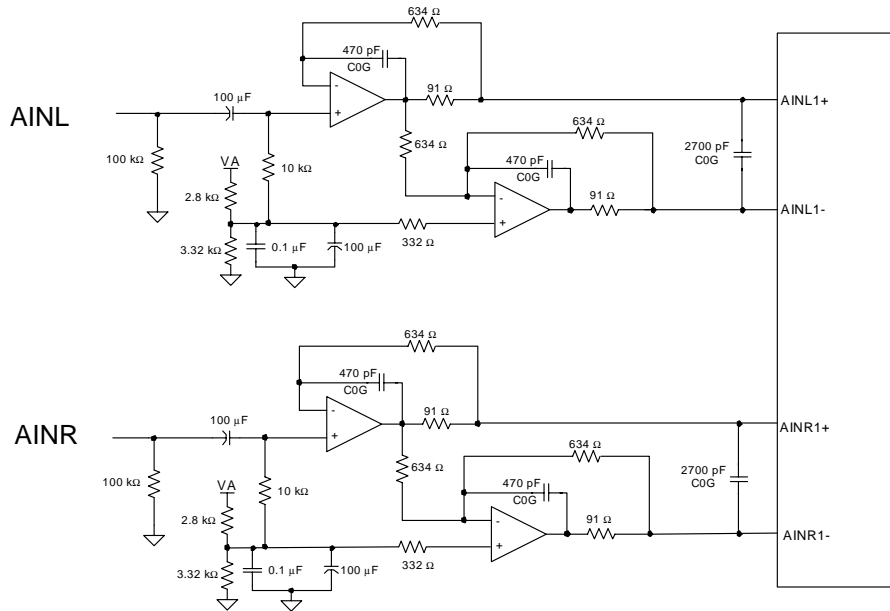 634 Ω
470 pF
C0G
91 Ω
100 µF
AINL
AINL1+
634 Ω
634 Ω
470 pF
C0G
2700 pF
C0G
100 kΩ
VA
10 kΩ
2.8 kΩ
91 Ω
AINL1-
3.32 kΩ
0.1 µF
100 µF
332 Ω
634 Ω
470 pF
C0G
91 Ω
100 µF
AINR
AINR1+
634 Ω
634 Ω
470 pF
C0G
2700 pF
C0G
100 kΩ
VA
10 kΩ
2.8 kΩ
91 Ω
AINR1-
3.32 kΩ
0.1 µF
100 µF
332 Ω
- 
+
- 
+
- 
+
- 
+